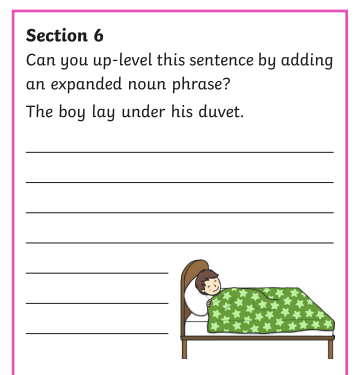 Section 6
Can you up-level this sentence by adding
an expanded noun phrase?
The boy lay under his duvet.